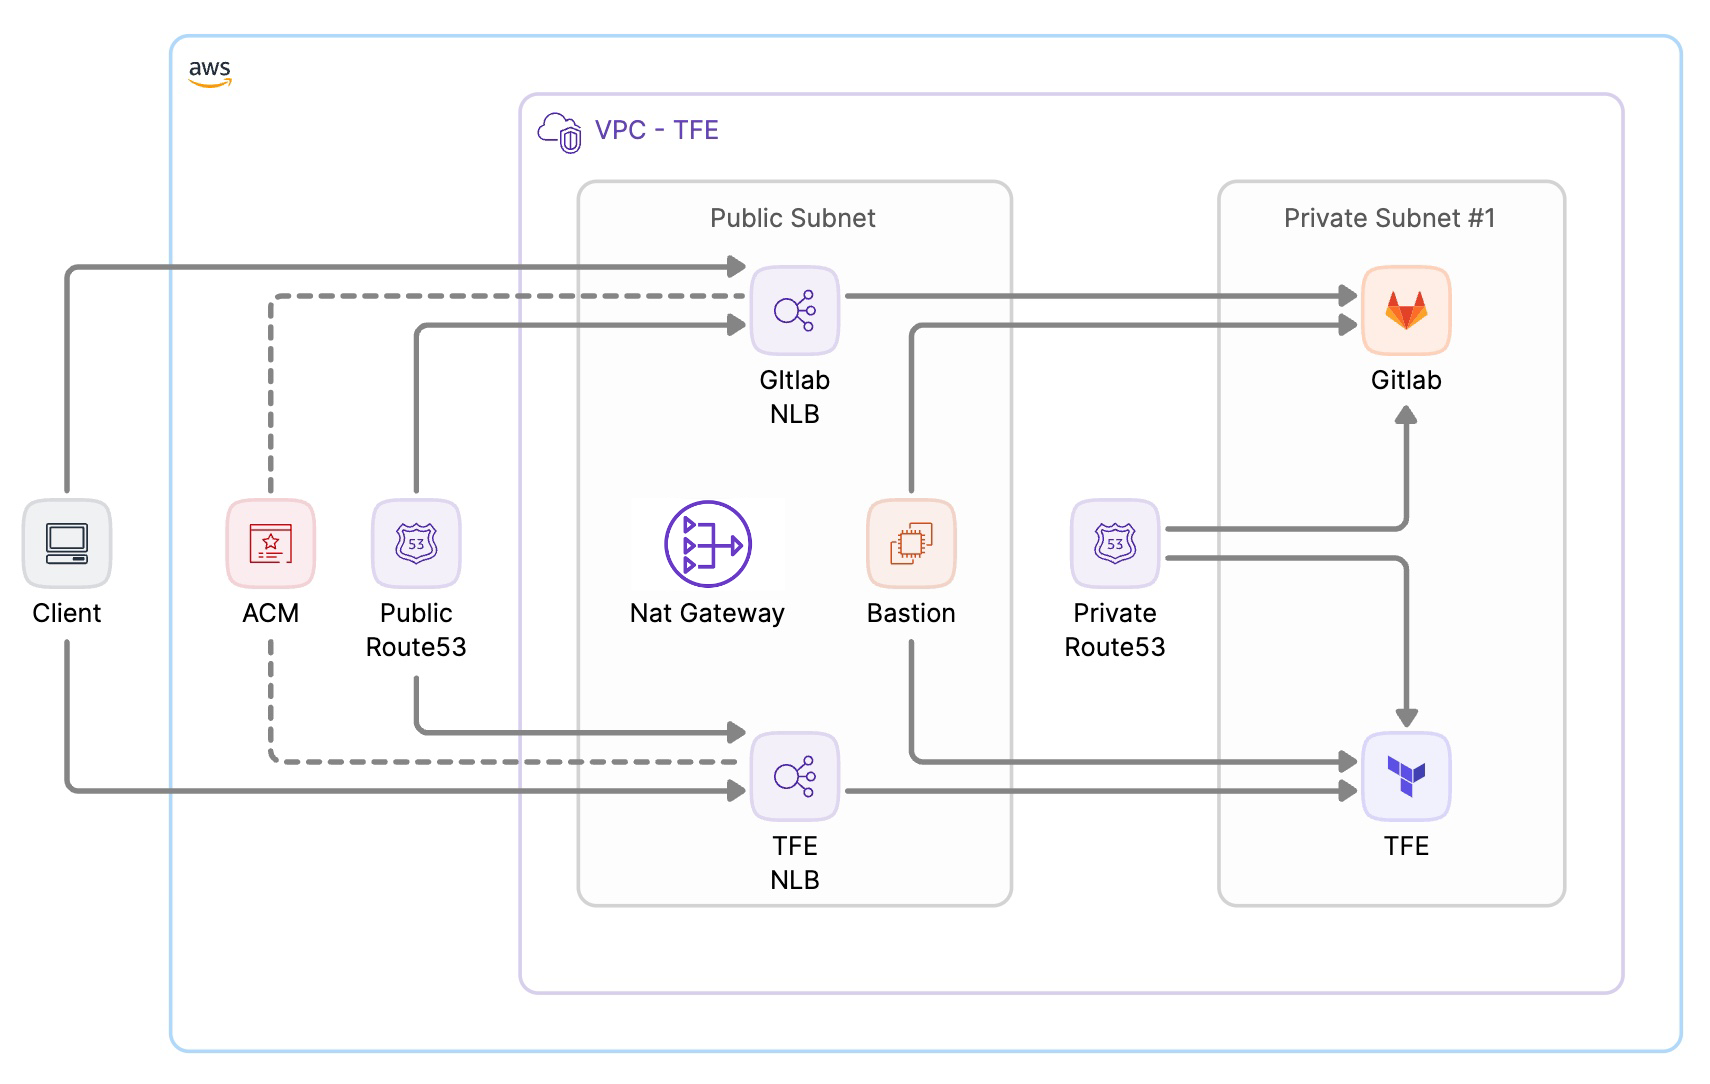 aws
VPC - TFE
Public Subnet
Private Subnet #1
GItlab
NLB
Gitlab
53
53
Client
ACM
Public
Route53
Nat Gateway
Bastion
Private
Route53
TFE
NLB
TFE